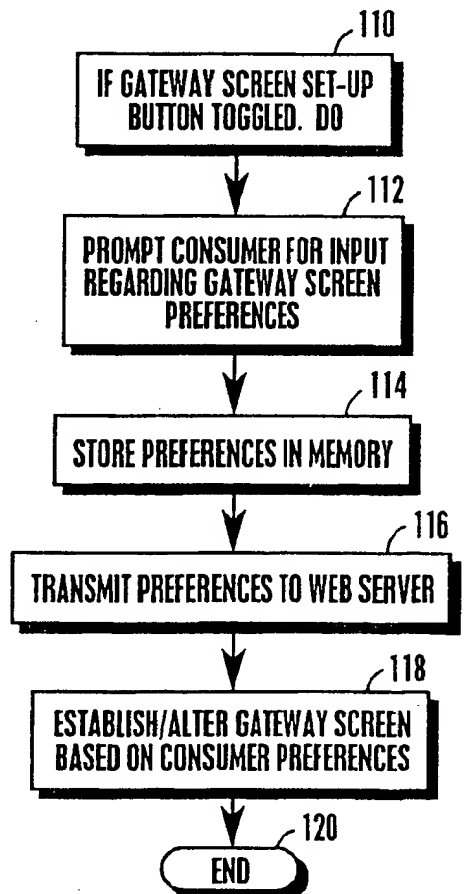 110
IF GATEWAY SCREEN SET-UP
BUTTON TOGGLED. DO
112
PROMPT CONSUMER FOR INPUT
REGARDING GATEWAY SCREEN
PREFERENCES
114
STORE PREFERENCES IN MEMORY
116
TRANSMIT PREFERENCES TO WEB SERVER
118
ESTABLISH/ALTER GATEWAY SCREEN
BASED ON CONSUMER PREFERENCES
120
END